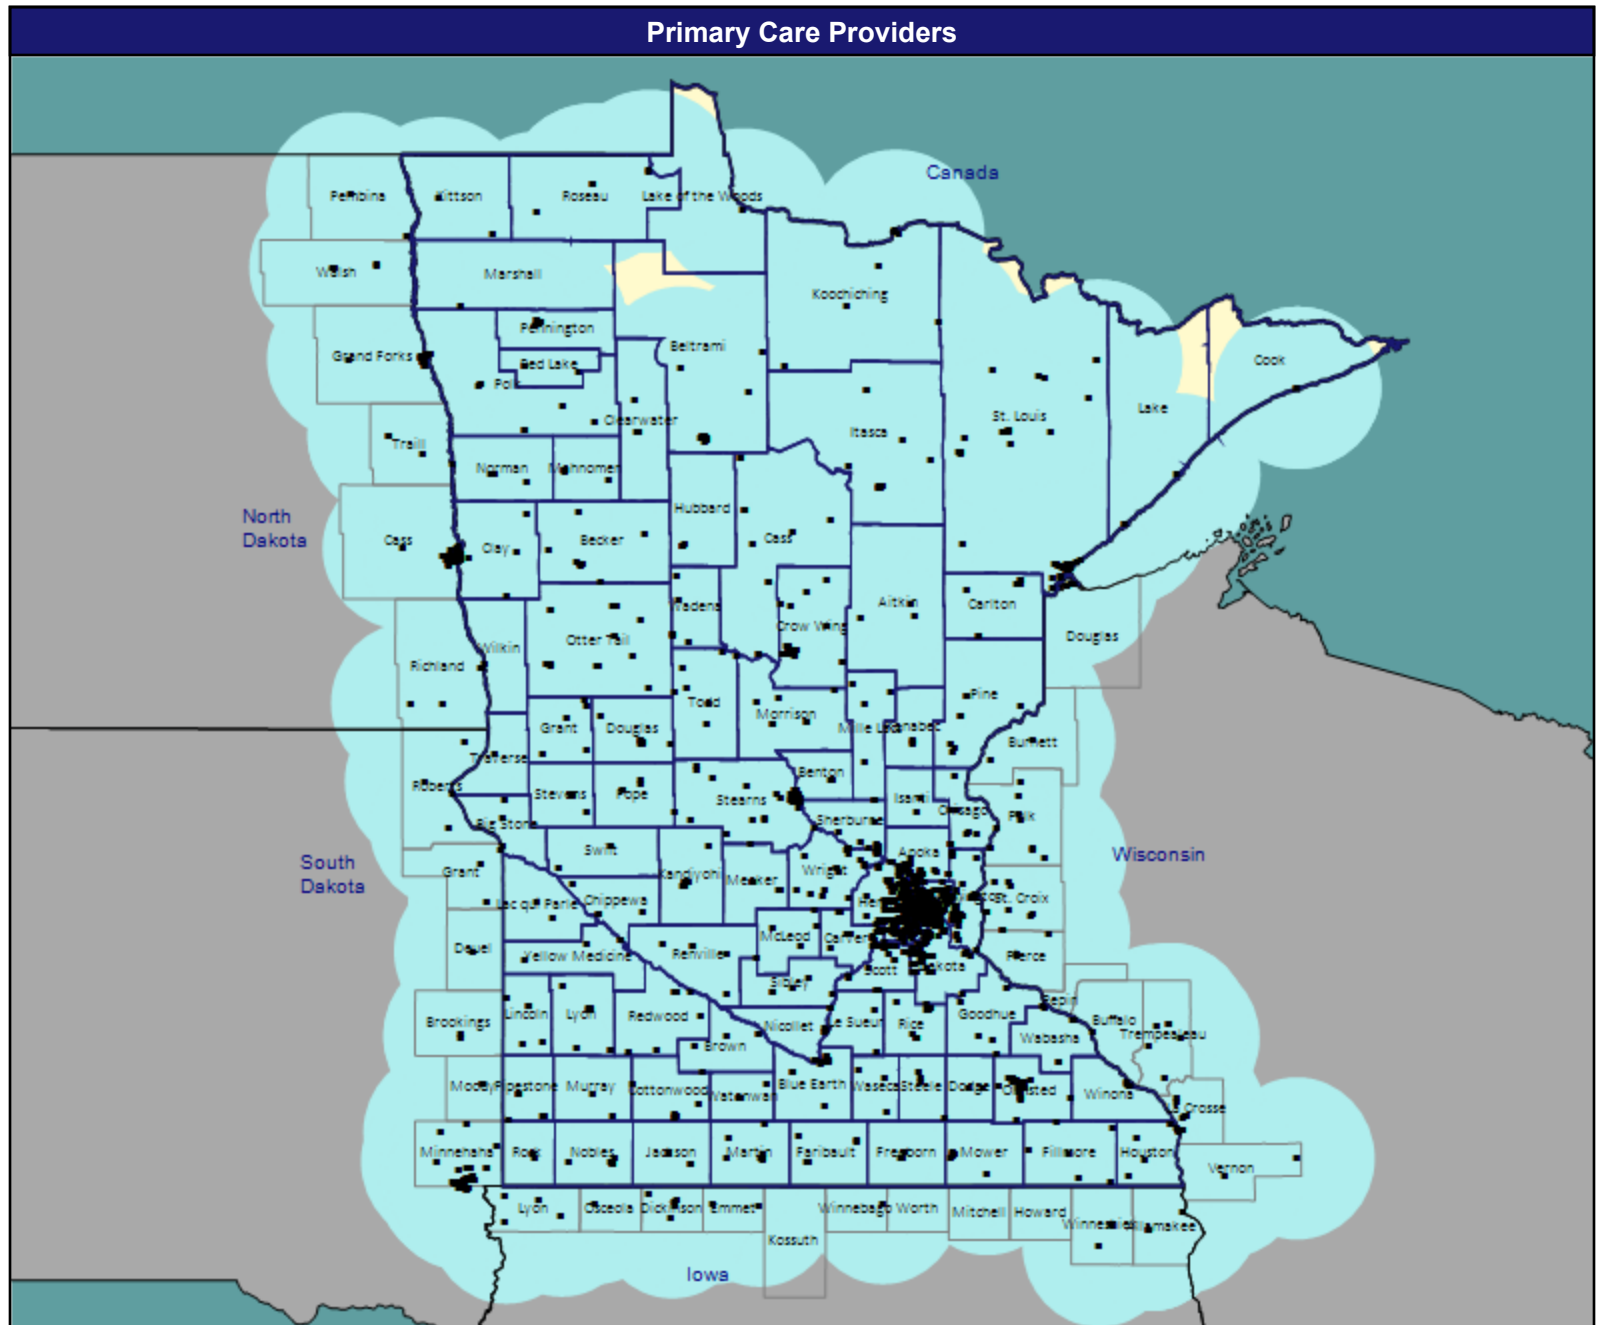 Primary Care Providers
Canada
Pembina
Kittson
Roseau
Lake of the Woods
Walsh
Marshall
Koochiching
Pennington
Grand Forks
Red Lake
Beltrami
Cook
Polk
Lake
St. Louis
Clearwater
Itasca
Traill
Norman
Mahnomen
Hubbard
North
Dakota
Cass
Clay
Becker
Cass
Aitkin
Carlton
Wadena
Crow Wing
Douglas
Otter Tail
Wilkin
Richland
Pine
Todd
Morrison
Grant
Douglas
Mille Lacs
Kanabec
Burnett
Traverse
Benton
Roberts
Stevens
Pope
Stearns
Isanti
Chisago
Polk
Big Stone
Sherburne
Swift
Anoka
Wisconsin
South
Dakota
Grant
Kandiyohi
Meeker
Wright
Lac qui Parle
Chippewa
St. Croix
McLeod
Carver
Deuel
Yellow Medicine
Renville
Scott
Dakota
Pierce
Sibley
Pepin
Brookings
Lincoln
Lyon
Redwood
Nicollet
Le Sueur
Rice
Goodhue
Buffalo
Trempealeau
Wabasha
Brown
Moody
Pipestone
Murray
Cottonwood
Watonwan
Blue Earth
Waseca
Steele
Dodge
Olmsted
Winona
La Crosse
Minnehaha
Rock
Nobles
Jackson
Martin
Faribault
Freeborn
Mower
Fillmore
Houston
Vernon
Lyon
Osceola
Dickinson
Emmet
Winnebago
Worth
Mitchell
Howard
Winneshiek
Allamakee
Kossuth
Iowa